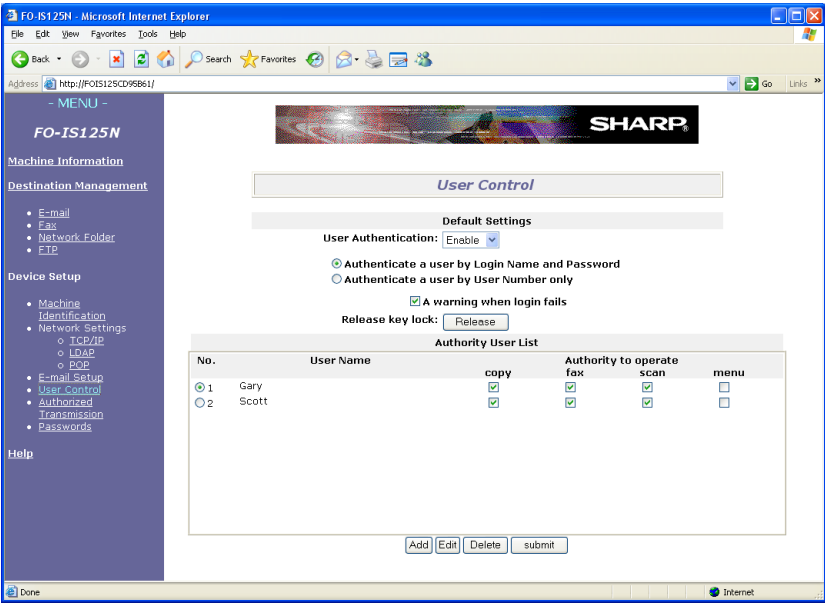 FO-IS125N - Microsoft Internet Explorer
File Edit View Favorites Tools Help
Back Search Favorites
Address http://FOIS125CD95B61/ Go Links »
- MENU -
FO-IS125N
Machine Information
Destination Management
E-mail
Fax
Network Folder
FTP
Device Setup
Machine
Identification
Network Settings
TCP/IP
LDAP
POP
E-mail Setup
User Control
Authorized
Transmission
Passwords
Help
SHARP®
User Control
Default Settings
User Authentication: Enable
Authenticate a user by Login Name and Password
Authenticate a user by User Number only
A warning when login fails
Release key lock: Release
Authority User List
No. User Name Authority to operate
copy fax scan menu
1 Gary
2 Scott
Add Edit Delete submit
Done Internet